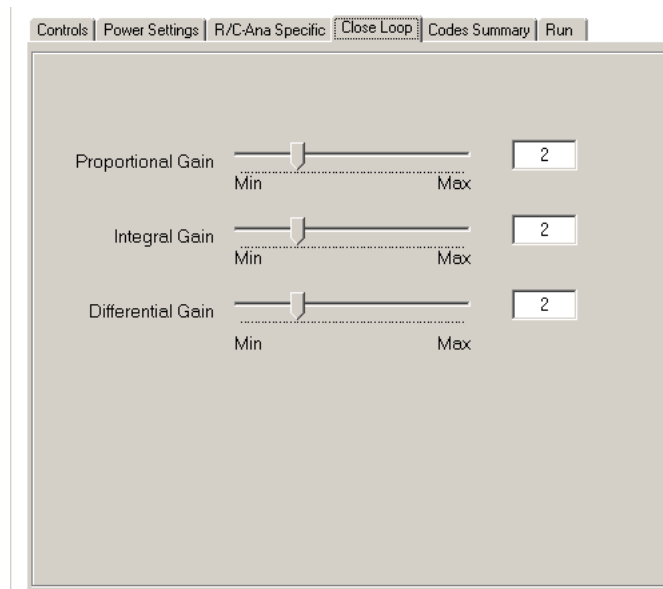 Controls Power Settings R/C-Ana Specific Close Loop Codes Summary Run
Proportional Gain 2
Min Max
Integral Gain 2
Min Max
Differential Gain 2
Min Max